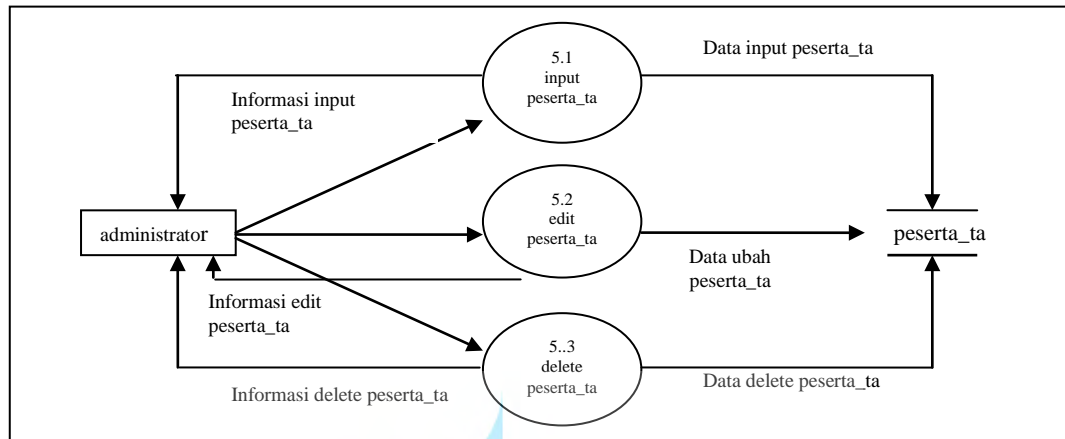 5.1
input
peserta_ta
Data input peserta_ta
Informasi input
peserta_ta
5.2
edit
peserta_ta
administrator
peserta_ta
Data ubah
peserta_ta
Informasi edit
peserta_ta
5..3
delete
peserta_ta
Informasi delete peserta_ta
Data delete peserta_ta